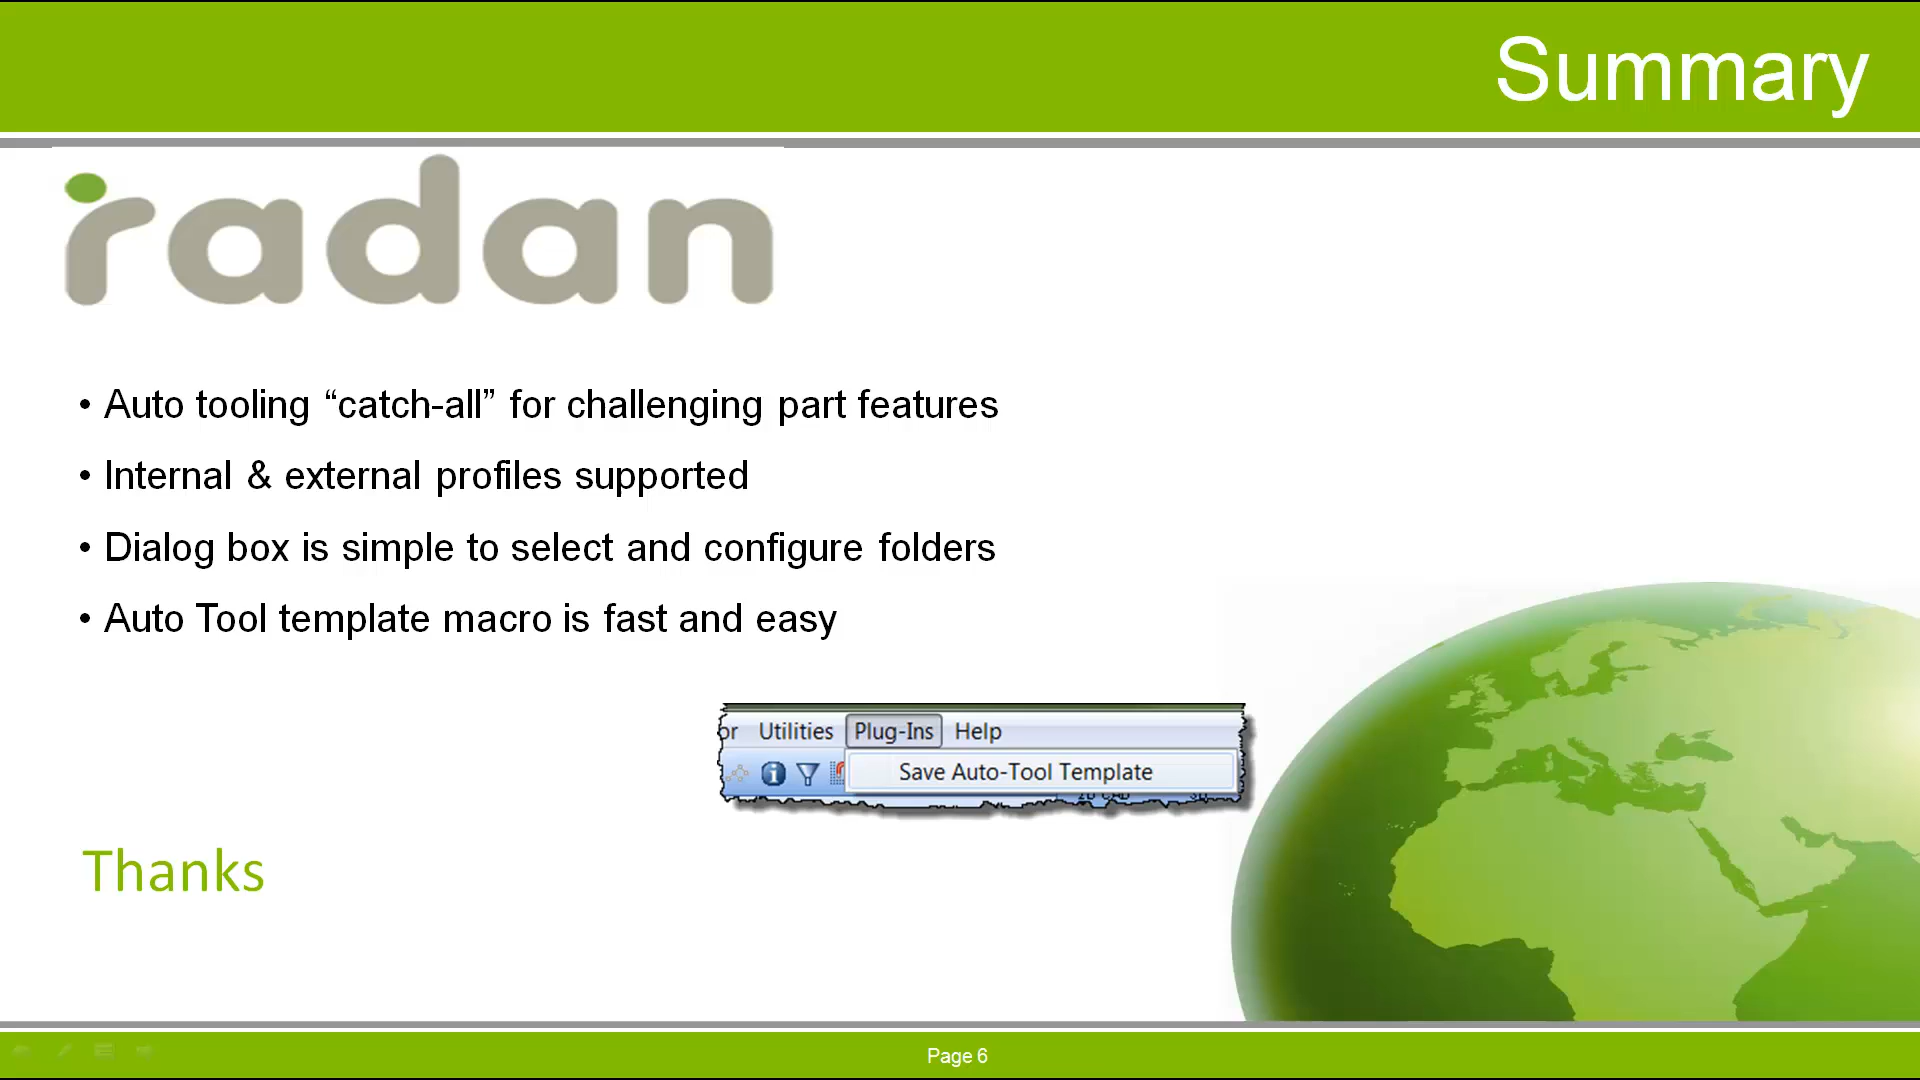 Summary
radan
• Auto tooling “catch-all” for challenging part features
• Internal & external profiles supported
• Dialog box is simple to select and configure folders
• Auto Tool template macro is fast and easy
or Utilities Plug-Ins Help
Save Auto-Tool Template
Thanks
Page 6